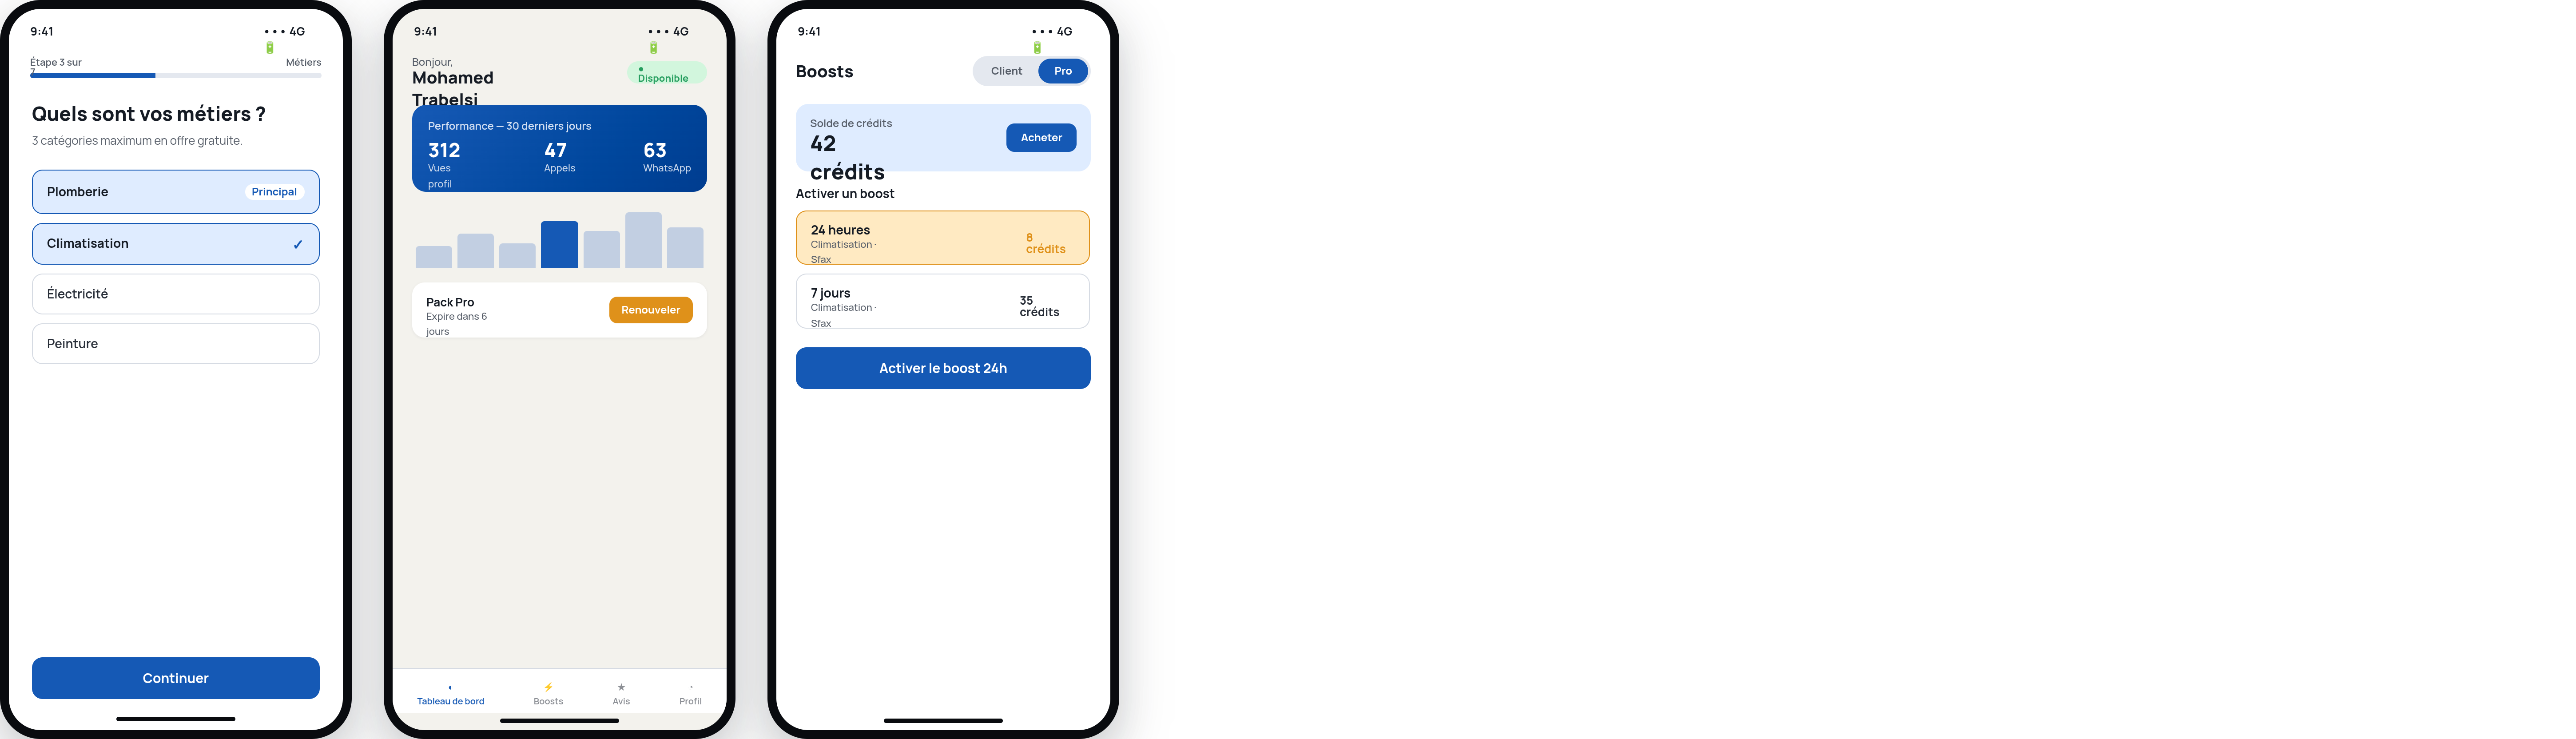 9:41
• • • 4G
Étape 3 sur
7
Métiers
Quels sont vos métiers ?
3 catégories maximum en offre gratuite.
Plomberie
Principal
Climatisation
✓
Électricité
Peinture
Continuer
9:41
• • • 4G
Bonjour,
Mohamed
Trabelsi
●
Disponible
Performance — 30 derniers jours
312
Vues
profil
47
Appels
63
WhatsApp
Pack Pro
Expire dans 6
jours
Renouveler
Tableau de bord
Boosts
Avis
Profil
9:41
• • • 4G
Boosts
Client
Pro
Solde de crédits
42
crédits
Acheter
Activer un boost
24 heures
Climatisation ·
Sfax
8
crédits
7 jours
Climatisation ·
Sfax
35
crédits
Activer le boost 24h